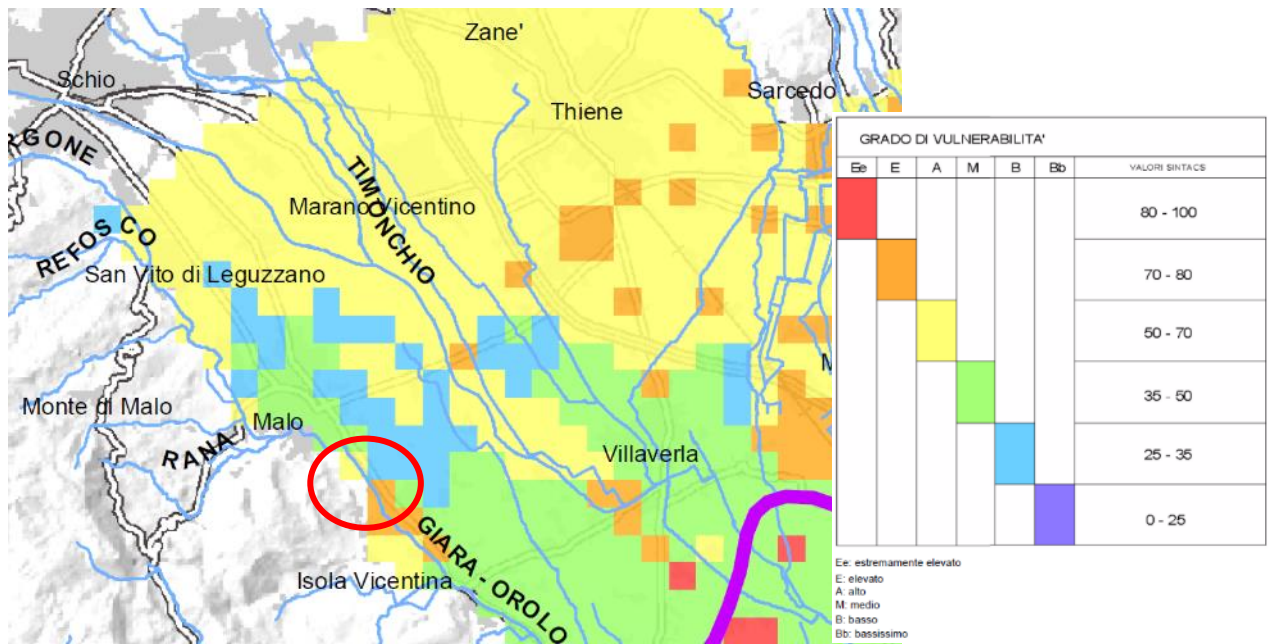 Zane'
Schio
Sarcedo
Thiene
RGONE
TIMONCHIO
Marano Vicentino
REFOSCO
San Vito di Leguzzano
M
Monte di Malo
Malo
RANA
Villaverla
GIARA - OROLO
Isola Vicentina
GRADO DI VULNERABILITA'
Ee E A M B Bb VALORI SINTACS
80 - 100
70 - 80
50 - 70
35 - 50
25 - 35
0 - 25
Ee: estremamente elevato
E: elevato
A: alto
M: medio
B: basso
Bb: bassissimo